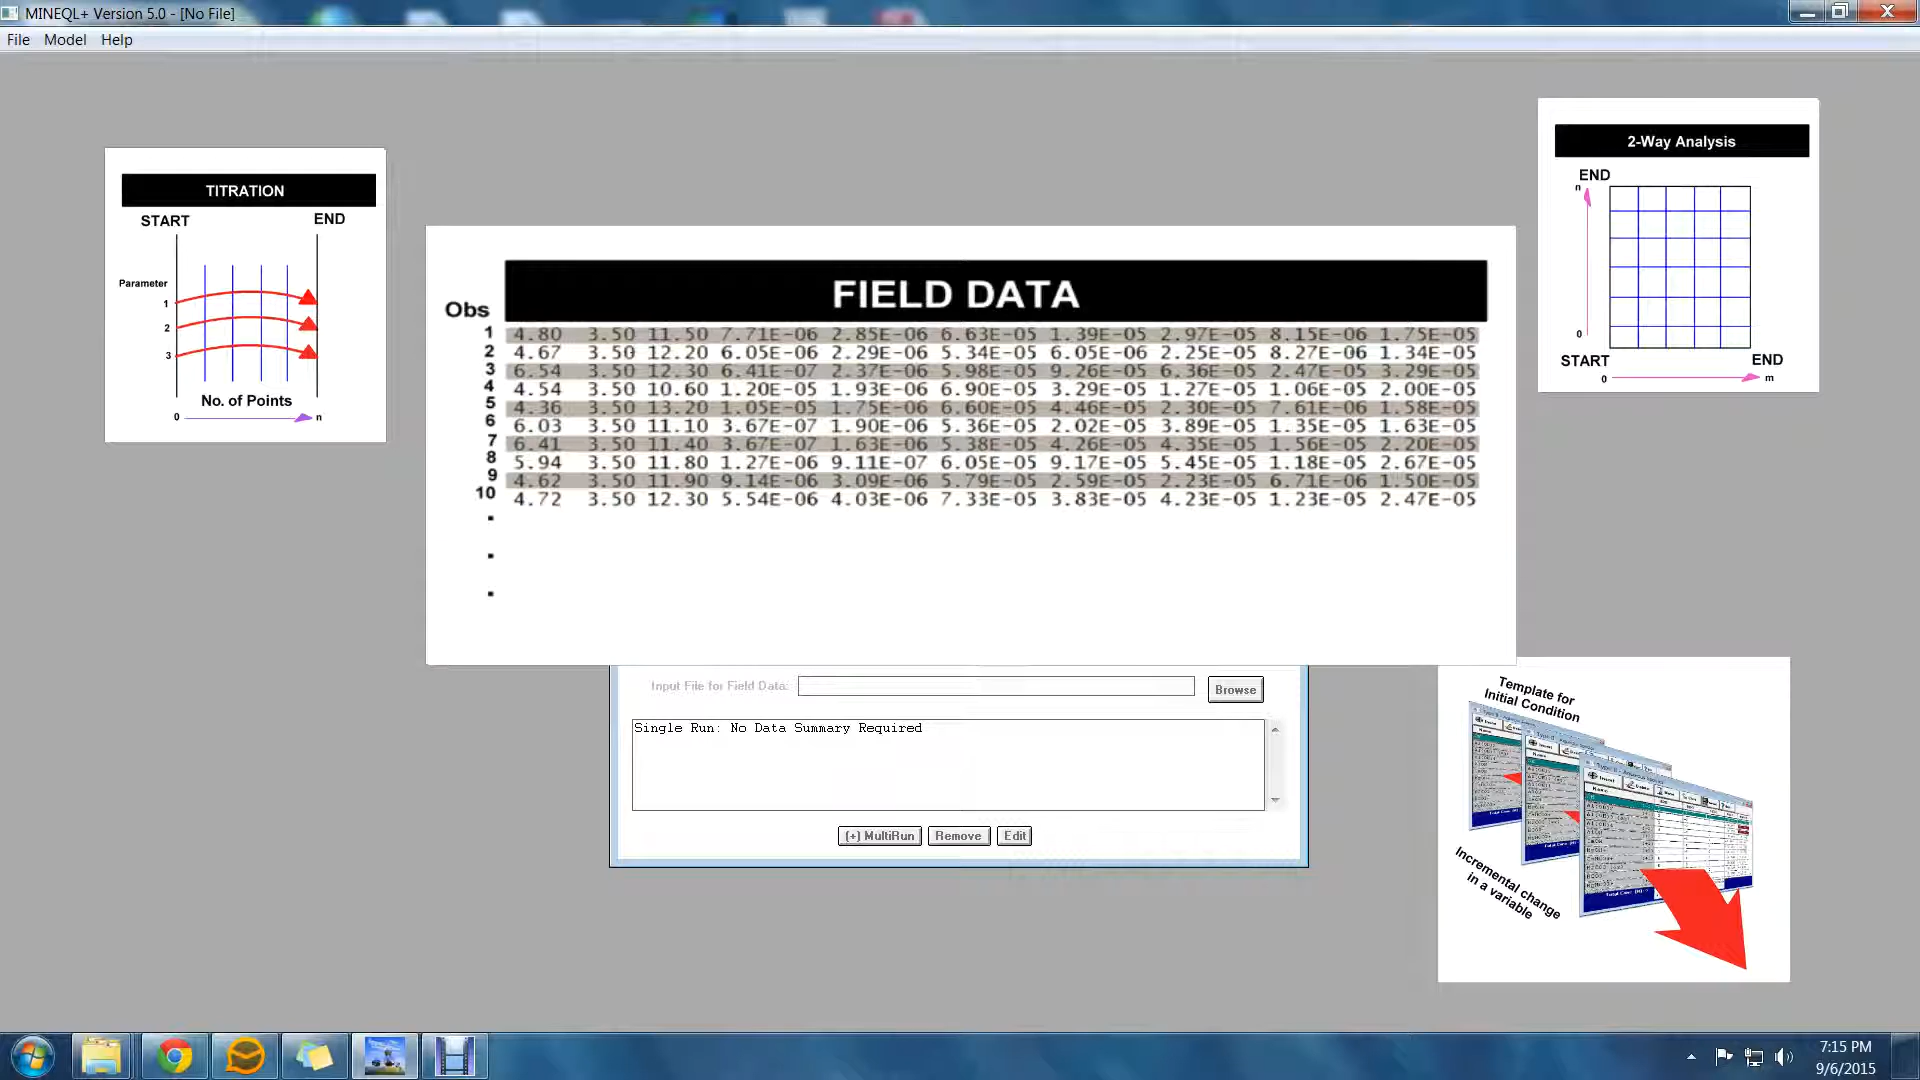 MINEQL+ Version 5.0 - [No File]
File Model Help
TITRATION
START END
Parameter
1
2
3
No. of Points
0 n
FIELD DATA
Obs
1 4.80 3.50 11.50 7.71E-06 2.85E-06 6.63E-05 1.39E-05 2.97E-05 8.15E-06 1.75E-05
2 4.67 3.50 12.20 6.05E-06 2.29E-06 5.34E-05 6.05E-06 2.25E-05 8.27E-06 1.34E-05
3 6.54 3.50 12.30 6.41E-07 2.37E-06 5.98E-05 9.26E-05 6.36E-05 2.47E-05 3.29E-05
4 4.54 3.50 10.60 1.20E-05 1.93E-06 6.90E-05 3.29E-05 1.27E-05 1.06E-05 2.00E-05
5 4.36 3.50 13.20 1.05E-05 1.75E-06 6.60E-05 4.46E-05 2.30E-05 7.61E-06 1.58E-05
6 6.03 3.50 11.10 3.67E-07 1.90E-06 5.36E-05 2.02E-05 3.89E-05 1.35E-05 1.63E-05
7 6.41 3.50 11.40 3.67E-07 1.63E-06 5.38E-05 4.26E-05 4.35E-05 1.56E-05 2.20E-05
8 5.94 3.50 11.80 1.27E-06 9.11E-07 6.05E-05 9.17E-05 5.45E-05 1.18E-05 2.67E-05
9 4.62 3.50 11.90 9.14E-06 3.09E-06 5.79E-05 2.59E-05 2.23E-05 6.71E-06 1.50E-05
10 4.72 3.50 12.30 5.54E-06 4.03E-06 7.33E-05 3.83E-05 4.23E-05 1.23E-05 2.47E-05
2-Way Analysis
END
n
0
START END
0 m
Input File for Field Data: Browse
Single Run: No Data Summary Required
(+) MultiRun Remove Edit
Template for
Initial Condition
Incremental change
in a variable
7:15 PM
9/6/2015